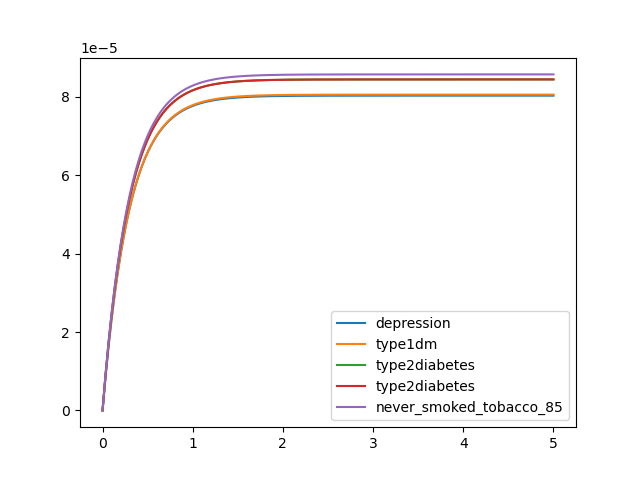 1e−5
8
6
4
2
0
0 1 2 3 4 5
depression
type1dm
type2diabetes
type2diabetes
never_smoked_tobacco_85